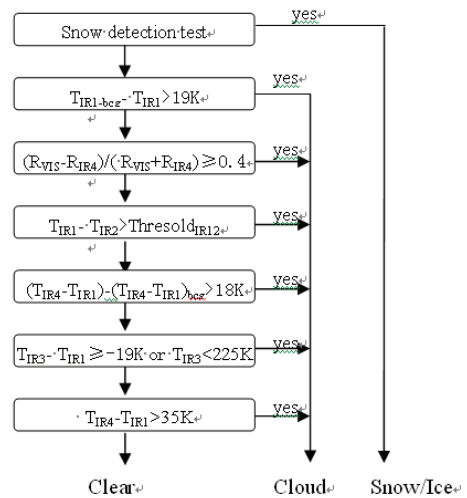 yes
Snow detection test
yes
T_IR1-bcg - T_IR1>19K
yes
(R_VIS-R_IR4)/(R_VIS+R_IR4)≥0.4
yes
T_IR1- T_IR2>Thresold_IR12
yes
(T_IR4-T_IR1)-(T_IR4-T_IR1)_bcg>18K
yes
T_IR3- T_IR1≥-19K or T_IR3<225K
yes
T_IR4-T_IR1>35K
Clear Cloud Snow/Ice